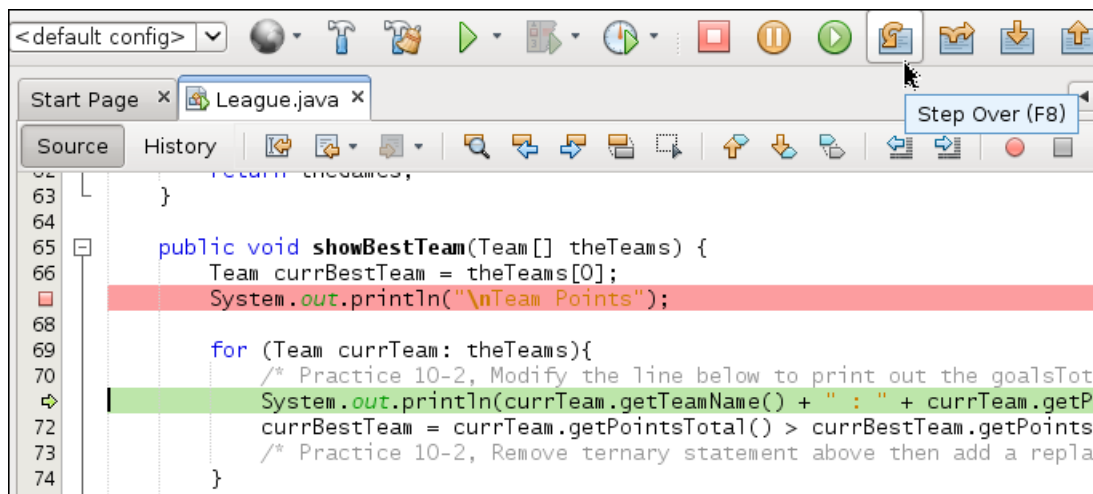 <default config>
Start Page × League.java ×
Step Over (F8)
Source History
63 }
64
65 public void showBestTeam(Team[] theTeams) {
66 Team currBestTeam = theTeams[0];
System.out.println("\nTeam Points");
68
69 for (Team currTeam: theTeams){
70 /* Practice 10-2, Modify the line below to print out the goalsTot
System.out.println(currTeam.getTeamName() + " : " + currTeam.getP
72 currBestTeam = currTeam.getPointsTotal() > currBestTeam.getPoints
73 /* Practice 10-2, Remove ternary statement above then add a repla
74 }